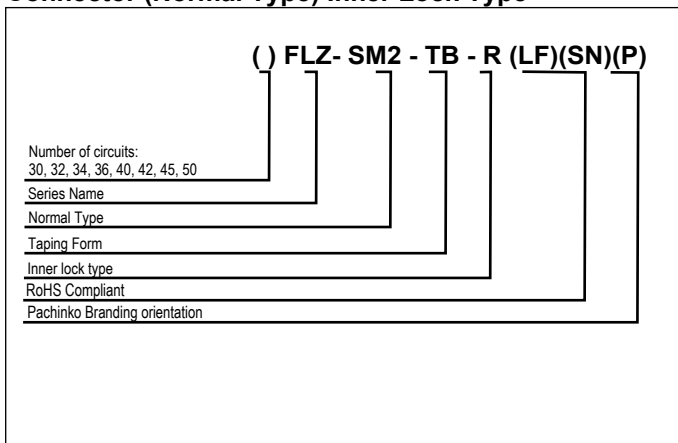 Connector (Normal Type) Inner Lock Type
( ) FLZ- SM2 - TB - R (LF)(SN)(P)
Number of circuits:
30, 32, 34, 36, 40, 42, 45, 50
Series Name
Normal Type
Taping Form
Inner lock type
RoHS Compliant
Pachinko Branding orientation